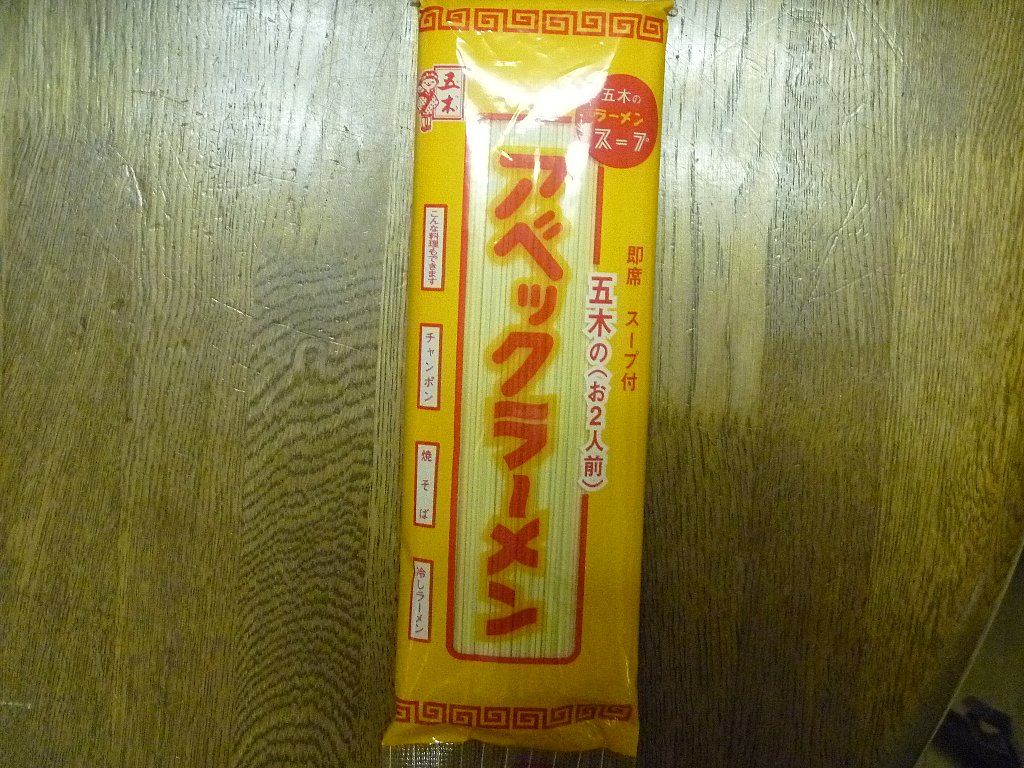 五木
五木の
ラーメン
スープ
アベックラーメン
即席 スープ付
五木の(お2人前)
こんな料理もできます
チャンポン
焼そば
冷しラーメン